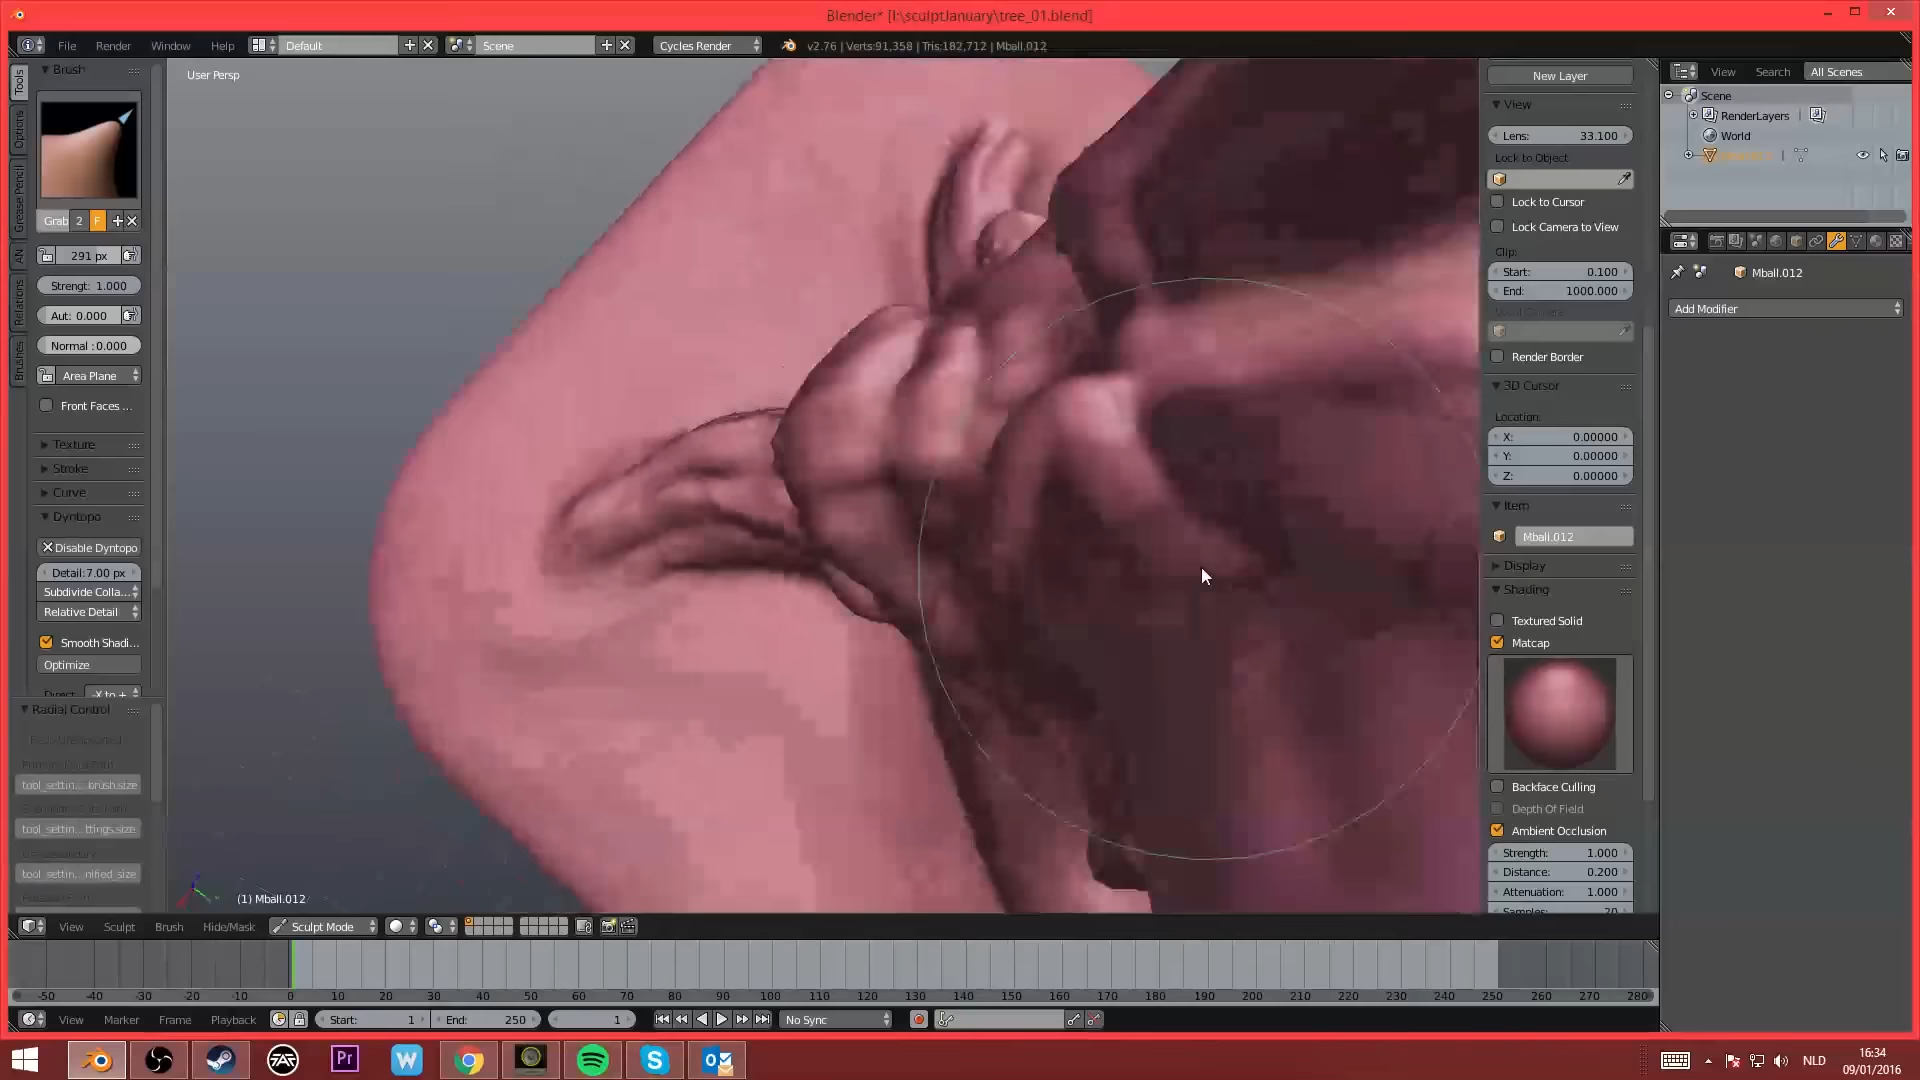 Blender* [I:\sculptJanuary\tree_01.blend]
File Render Window Help Default Scene Cycles Render v2.76 | Verts:91,358 | Tris:182,712 | Mball.012
View Search All Scenes
Tools
Options
Grease Pencil
AN
Relations
Brushes
Brush
Grab 2 F
291 px
Strengt: 1.000
Aut: 0.000
Normal :0.000
Area Plane
Front Faces ...
Texture
Stroke
Curve
Dyntopo
Disable Dyntopo
Detail:7.00 px
Subdivide Colla...
Relative Detail
Smooth Shadi...
Optimize
Direct -X to +
Radial Control
tool_settin... brush.size
tool_settin... ttings.size
tool_settin...nified_size
User Persp
(1) Mball.012
New Layer
View
Lens: 33.100
Lock to Object
Lock to Cursor
Lock Camera to View
Clip:
Start: 0.100
End: 1000.000
Render Border
3D Cursor
Location:
X: 0.00000
Y: 0.00000
Z: 0.00000
Item
Mball.012
Display
Shading
Textured Solid
Matcap
Backface Culling
Depth Of Field
Ambient Occlusion
Strength: 1.000
Distance: 0.200
Attenuation: 1.000
Samples: 20
Scene
RenderLayers |
World
Mball.012
Add Modifier
View Sculpt Brush Hide/Mask Sculpt Mode
-50 -40 -30 -20 -10 0 10 20 30 40 50 60 70 80 90 100 110 120 130 140 150 160 170 180 190 200 210 220 230 240 250 260 270 280
View Marker Frame Playback Start: 1 End: 250 1 No Sync
Pr W S
NLD
16:34
09/01/2016